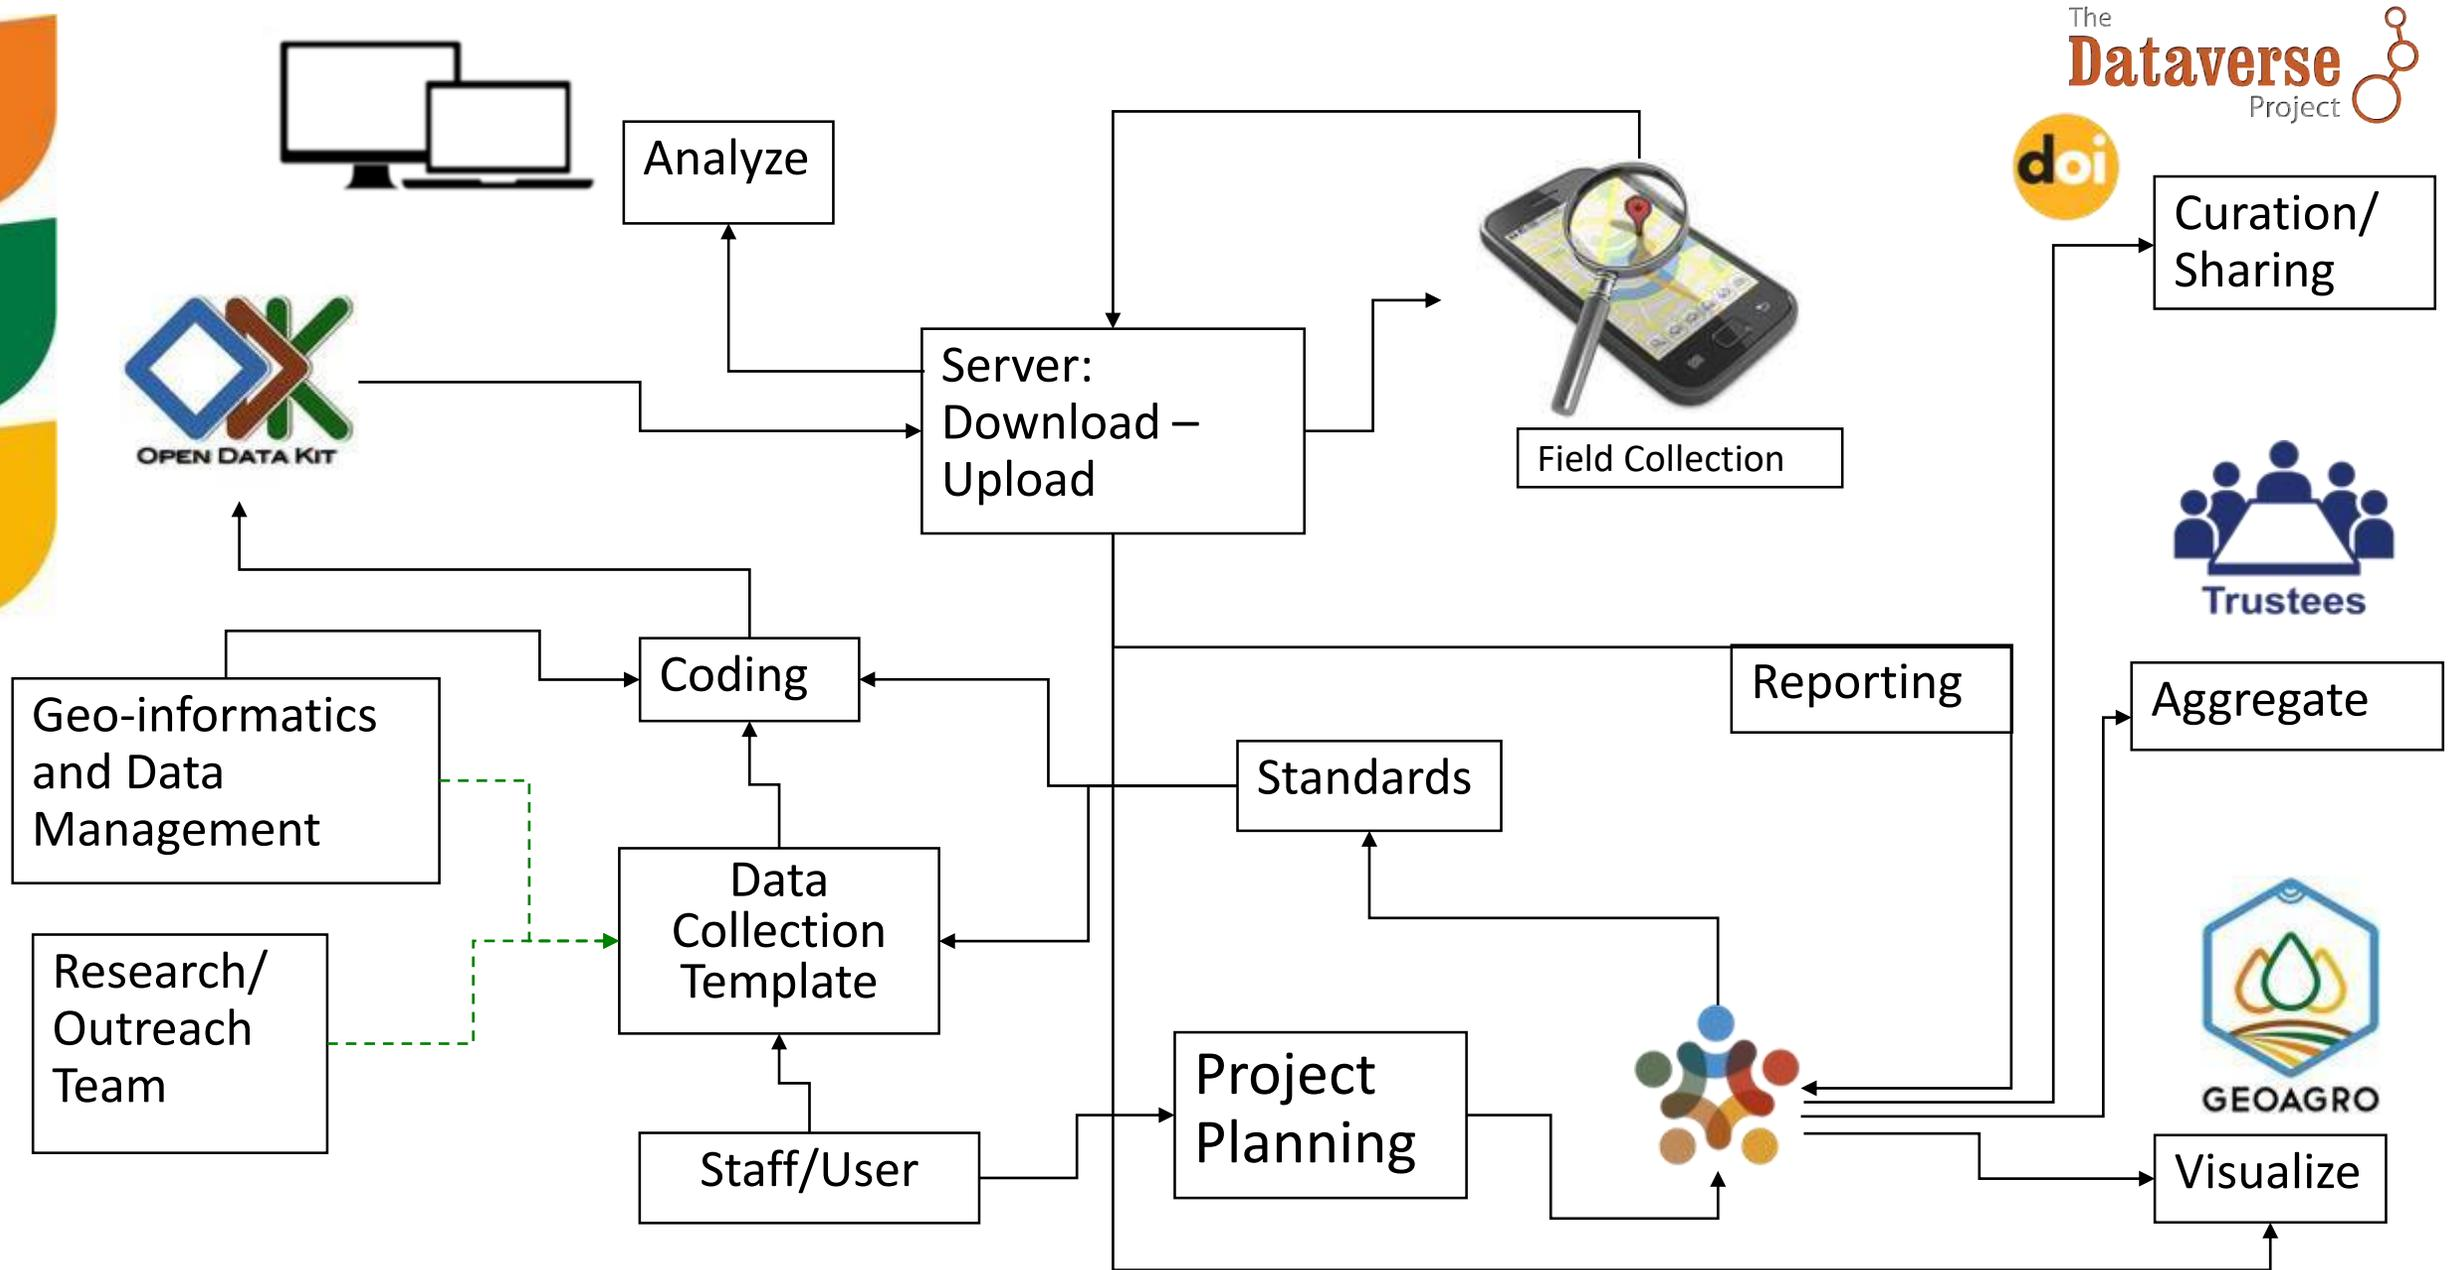 The
Dataverse
Project
doi
Analyze
Curation/
Sharing
Server:
Download –
Upload
OPEN DATA KIT
Field Collection
Trustees
Coding
Reporting
Aggregate
Geo-informatics
and Data
Management
Standards
Data
Collection
Template
Research/
Outreach
Team
Project
Planning
GEOAGRO
Staff/User
Visualize